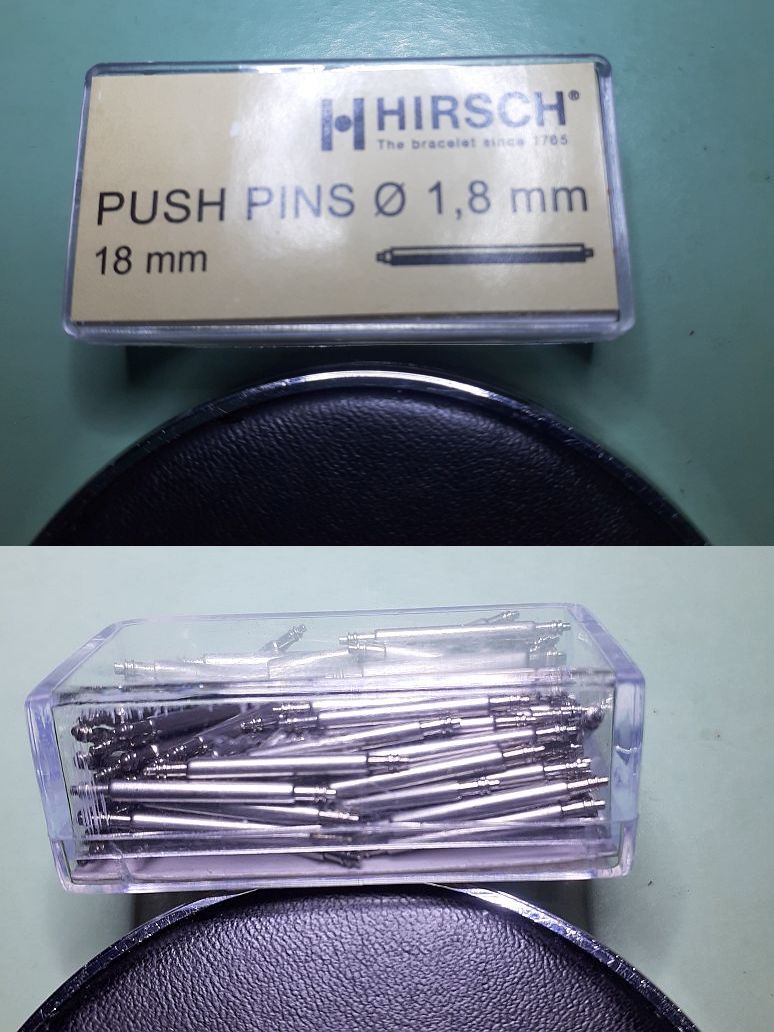 HIRSCH®
The bracelet since 1765
PUSH PINS Ø 1,8 mm
18 mm